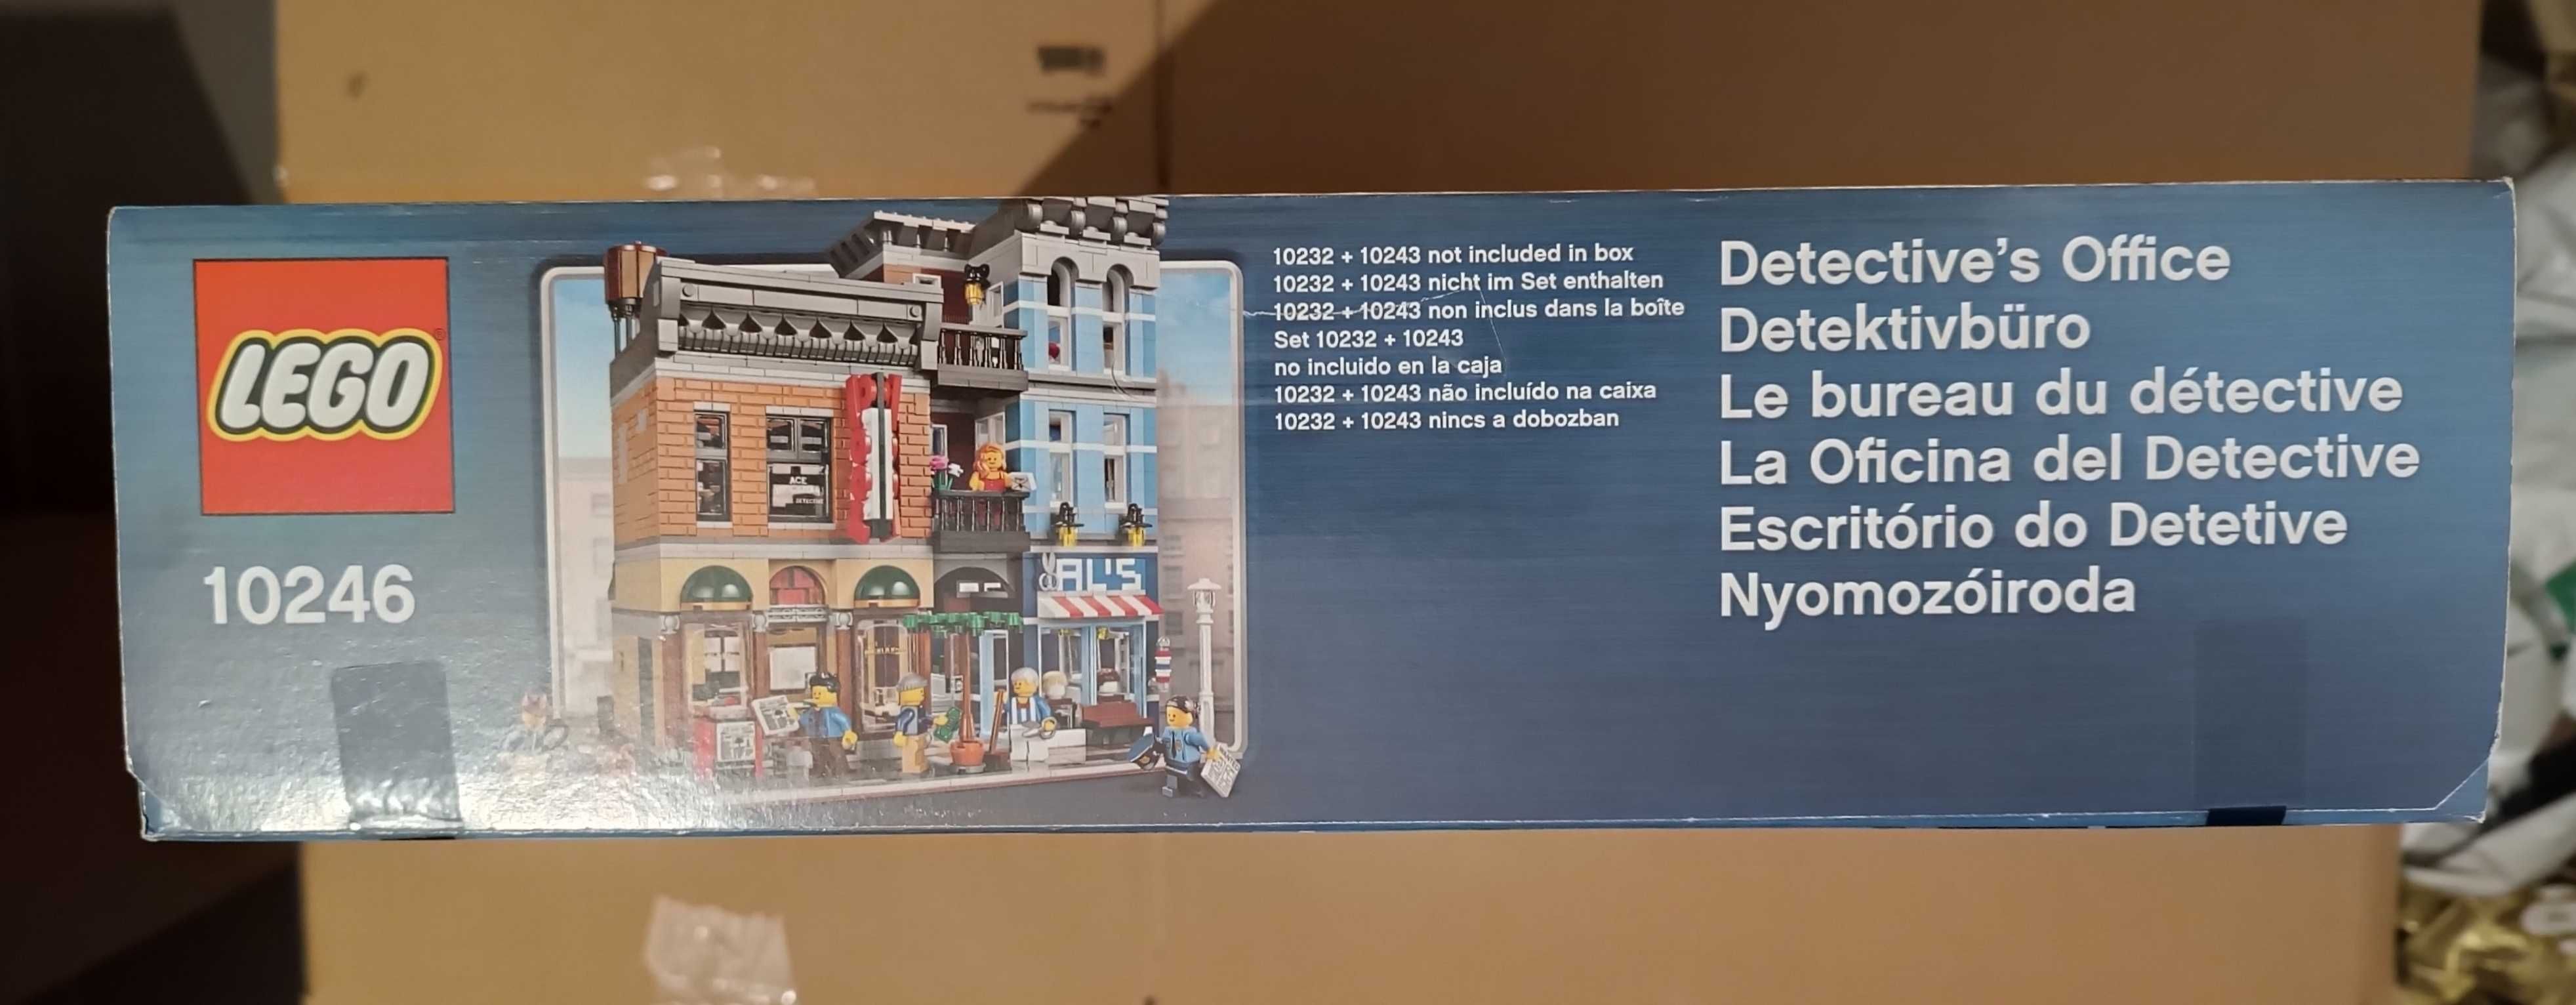 LEGO®
10246
ACE
DETECTIVE
AL'S
10232 + 10243 not included in box
10232 + 10243 nicht im Set enthalten
10232 + 10243 non inclus dans la boîte
Set 10232 + 10243
no incluido en la caja
10232 + 10243 não incluído na caixa
10232 + 10243 nincs a dobozban
Detective’s Office
Detektivbüro
Le bureau du détective
La Oficina del Detective
Escritório do Detetive
Nyomozóiroda